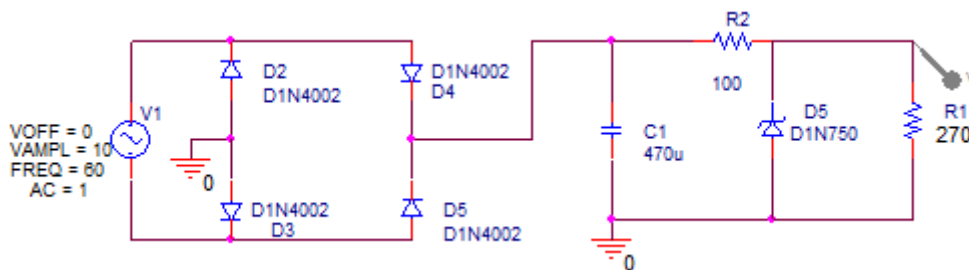 R2
D2
D1N4002
D1N4002
D4
100
V
V1
VOFF = 0
VAMPL = 10
FREQ = 60
AC = 1
0
C1
470u
D5
D1N750
R1
270
D1N4002
D3
D5
D1N4002
0